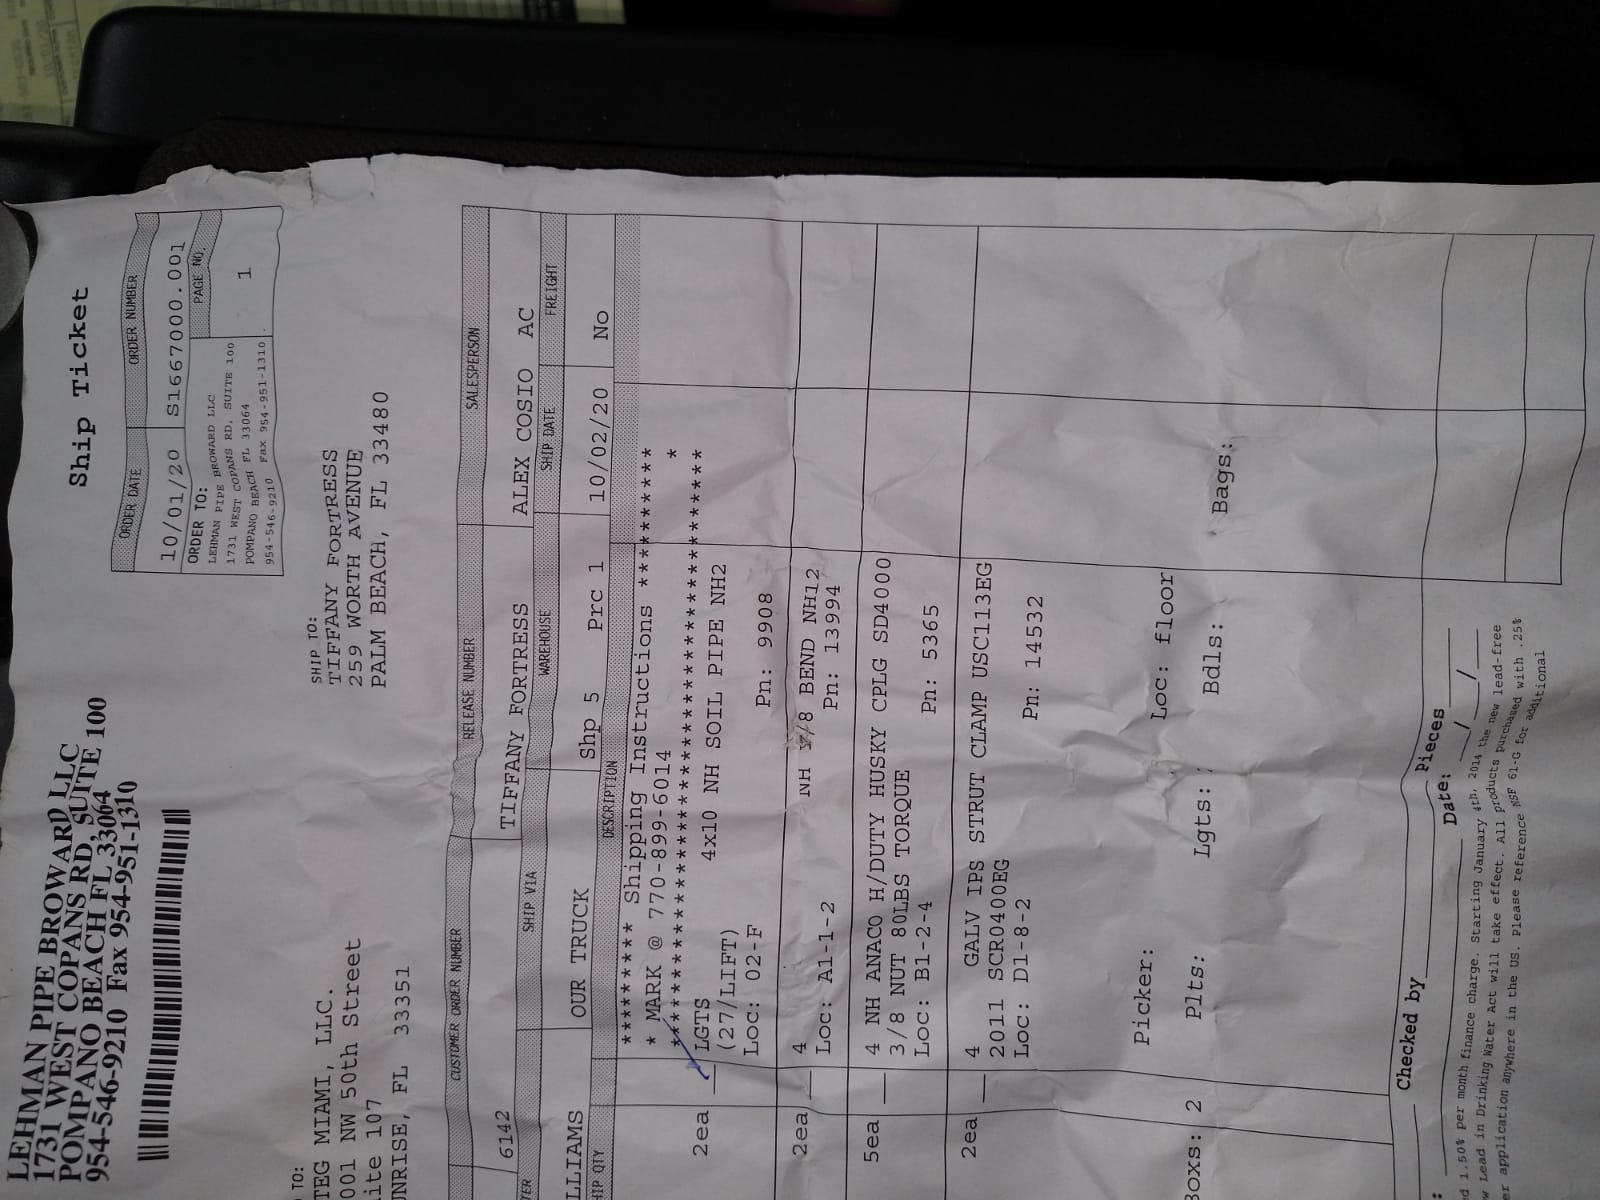 LEHMAN PIPE BROWARD LLC
1731 WEST COPANS RD, SUITE 100
POMPANO BEACH FL 33064
954-546-9210 Fax 954-951-1310
Ship Ticket
ORDER DATE ORDER NUMBER
10/01/20 S1667000.001
ORDER TO: PAGE NO.
LEHMAN PIPE BROWARD LLC
1731 WEST COPANS RD, SUITE 100
POMPANO BEACH FL 33064
954-546-9210 Fax 954-951-1310
1
TO:
TEG MIAMI, LLC.
001 NW 50th Street
ite 107
UNRISE, FL 33351
SHIP TO:
TIFFANY FORTRESS
259 WORTH AVENUE
PALM BEACH, FL 33480
CUSTOMER ORDER NUMBER RELEASE NUMBER SALESPERSON
6142 TIFFANY FORTRESS ALEX COSIO AC
TER SHIP VIA WAREHOUSE SHIP DATE FREIGHT
LLIAMS OUR TRUCK Shp 5 Prc 1 10/02/20 No
HIP QTY DESCRIPTION
********* Shipping Instructions **********
* MARK @ 770-899-6014 *
****************************************
2ea LGTS 4x10 NH SOIL PIPE NH2
(27/LIFT)
Loc: 02-F Pn: 9908
2ea 4 NH /8 BEND NH12
Loc: A1-1-2 Pn: 13994
5ea 4 NH ANACO H/DUTY HUSKY CPLG SD4000
3/8 NUT 80LBS TORQUE
Loc: B1-2-4 Pn: 5365
2ea 4 GALV IPS STRUT CLAMP USC113EG
2011 SCR0400EG
Loc: D1-8-2 Pn: 14532
Picker: Loc: floor
Boxs: 2 Plts: Lgts: Bdls: Bags:
Checked by Pieces
: Date: / /
ed 1.50% per month finance charge. Starting January 4th, 2014 the new lead-free
w Lead in Drinking Water Act will take effect. All products purchased with .25%
er application anywhere in the US. Please reference NSF 61-G for additional